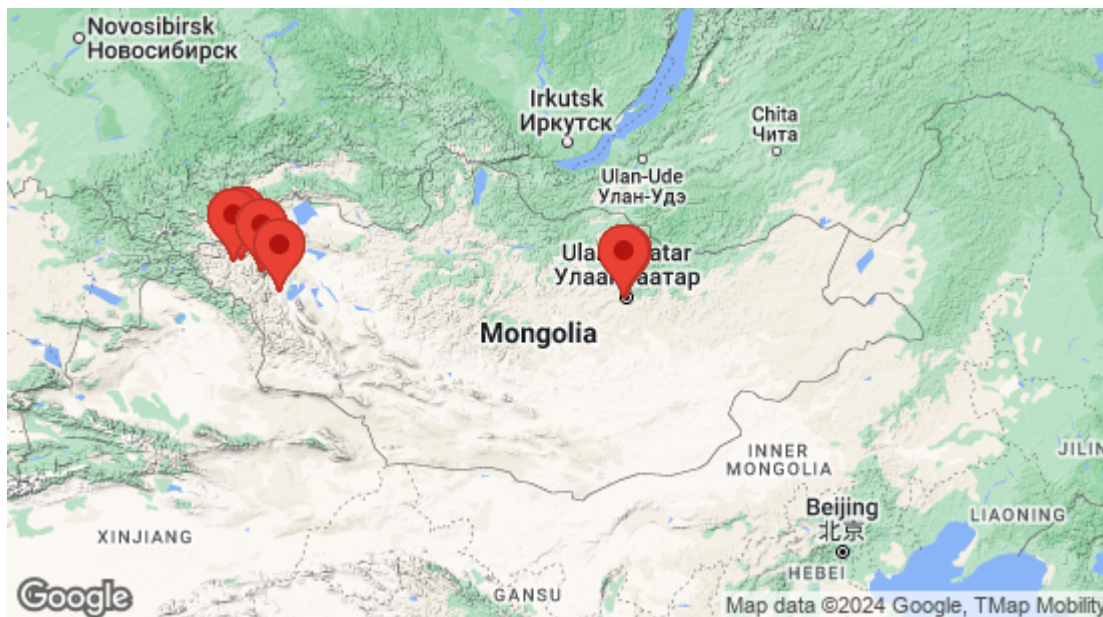 Novosibirsk
Новосибирск
Irkutsk
Иркутск
Chita
Чита
Ulan-Ude
Улан-Удэ
Mongolia
INNER
MONGOLIA
JILIN
Beijing
北京
LIAONING
XINJIANG
HEBEI
GANSU
Google
Map data ©2024 Google, TMap Mobility